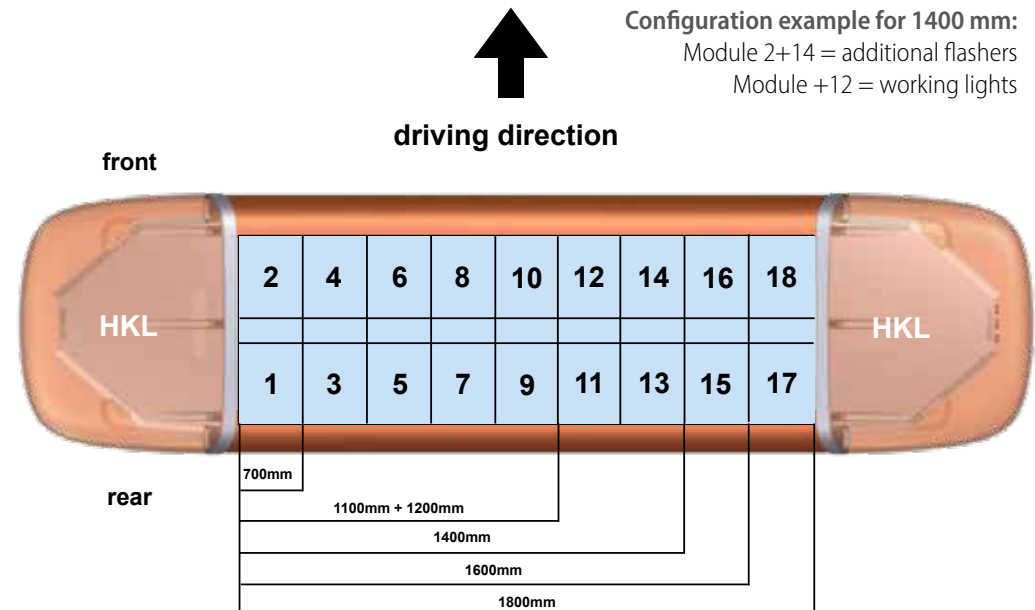 Configuration example for 1400 mm:
Module 2+14 = additional flashers
Module +12 = working lights
driving direction
front
2 4 6 8 10 12 14 16 18
HKL HKL
1 3 5 7 9 11 13 15 17
700mm
rear
1100mm + 1200mm
1400mm
1600mm
1800mm